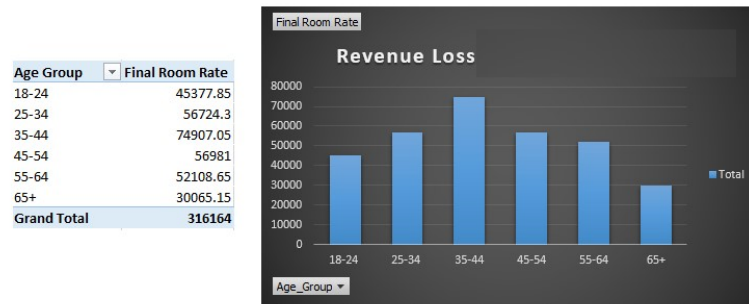 Age Group Final Room Rate
18-24 45377.85
25-34 56724.3
35-44 74907.05
45-54 56981
55-64 52108.65
65+ 30065.15
Grand Total 316164
Final Room Rate
Revenue Loss
80000
70000
60000
50000
40000
30000
20000
10000
0
18-24 25-34 35-44 45-54 55-64 65+
Total
Age_Group